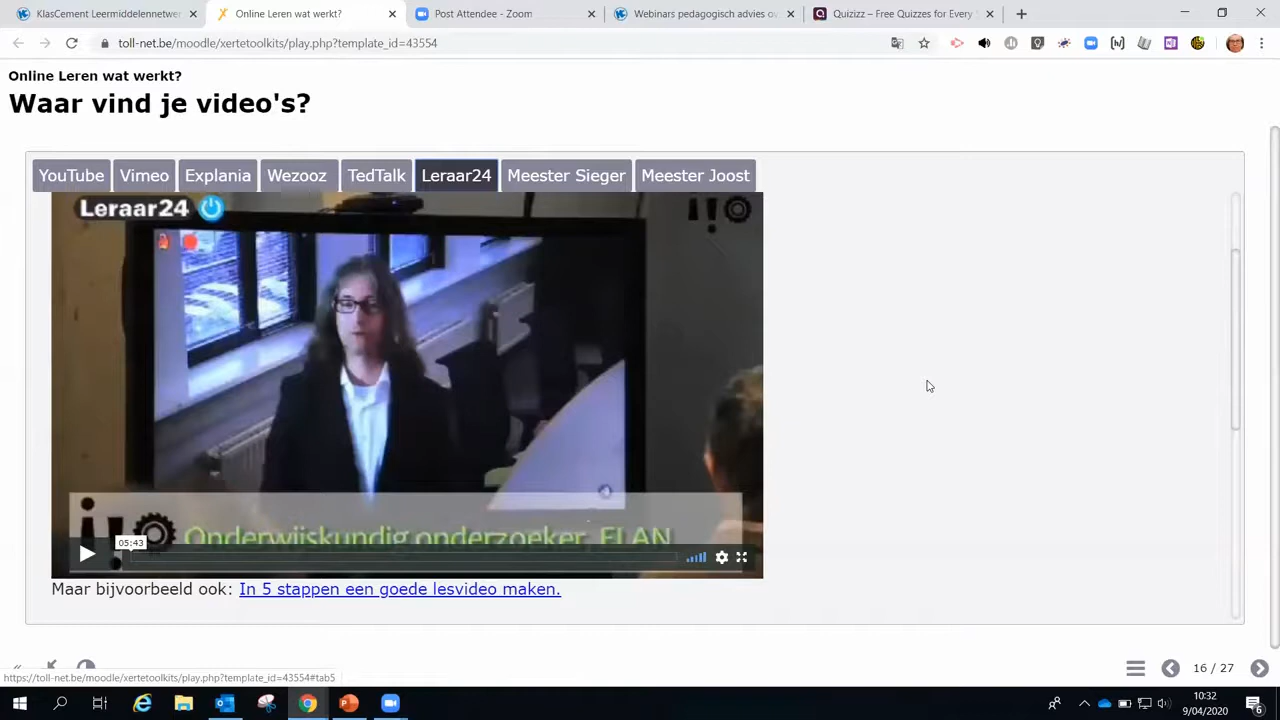 KlasCement Leermiddelennetwer
Online Leren wat werkt?
Post Attendee - Zoom
Webinars pedagogisch advies ov
Quizizz – Free Quizzes for Every
toll-net.be/moodle/xertetoolkits/play.php?template_id=43554
Online Leren wat werkt?
Waar vind je video's?
YouTube
Vimeo
Explania
Wezooz
TedTalk
Leraar24
Meester Sieger
Meester Joost
Leraar24
Onderwijskundig onderzoeker, ELAN
05:43
Maar bijvoorbeeld ook: In 5 stappen een goede lesvideo maken.
https://toll-net.be/moodle/xertetoolkits/play.php?template_id=43554#tab5
16 / 27
10:32
9/04/2020
6